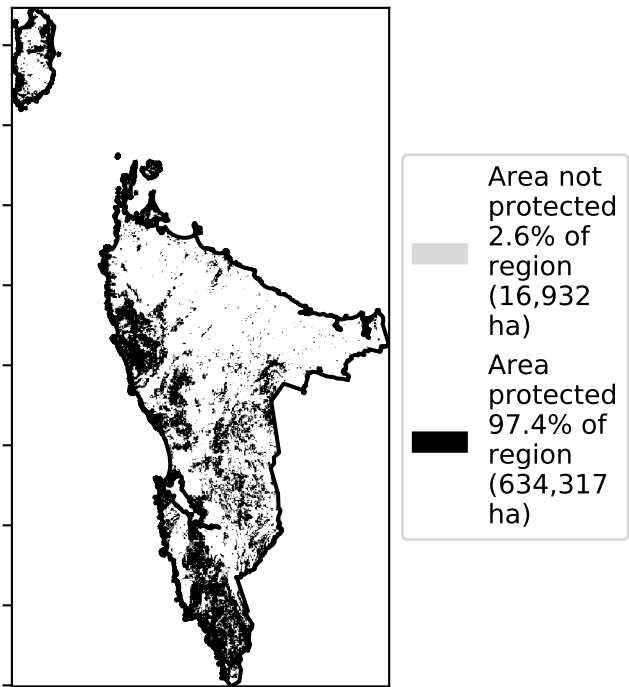 Area not
protected
2.6% of
region
(16,932
ha)
Area
protected
97.4% of
region
(634,317
ha)